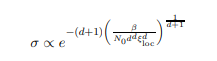 σ ∝ e^{-(d+1)\left(\frac{β}{N_0 d^d ξ_{loc}^d}\right)^{\frac{1}{d+1}}}